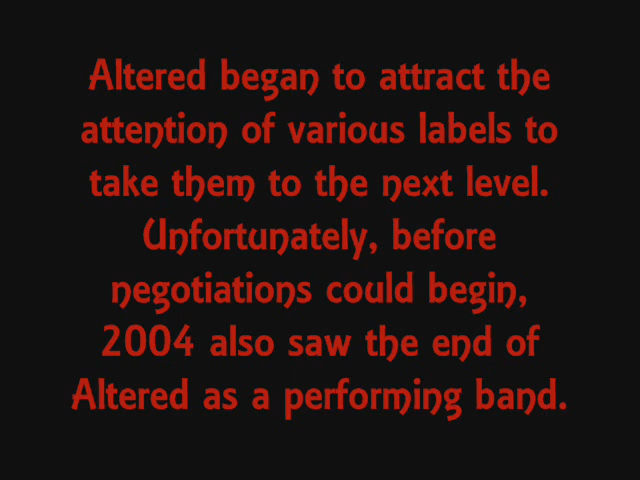 Altered began to attract the
attention of various labels to
take them to the next level.
Unfortunately, before
negotiations could begin,
2004 also saw the end of
Altered as a performing band.